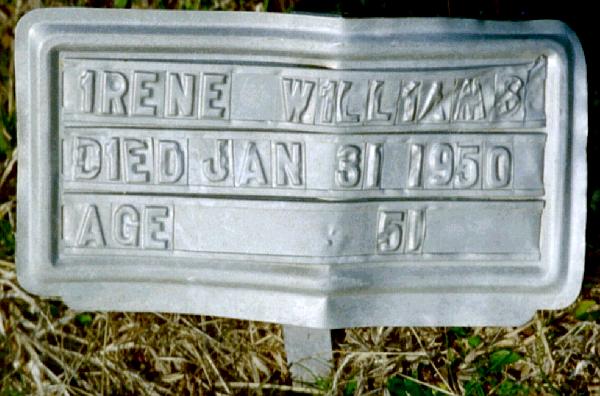 IRENE WILLIAMS
DIED JAN 31 1950
AGE 51